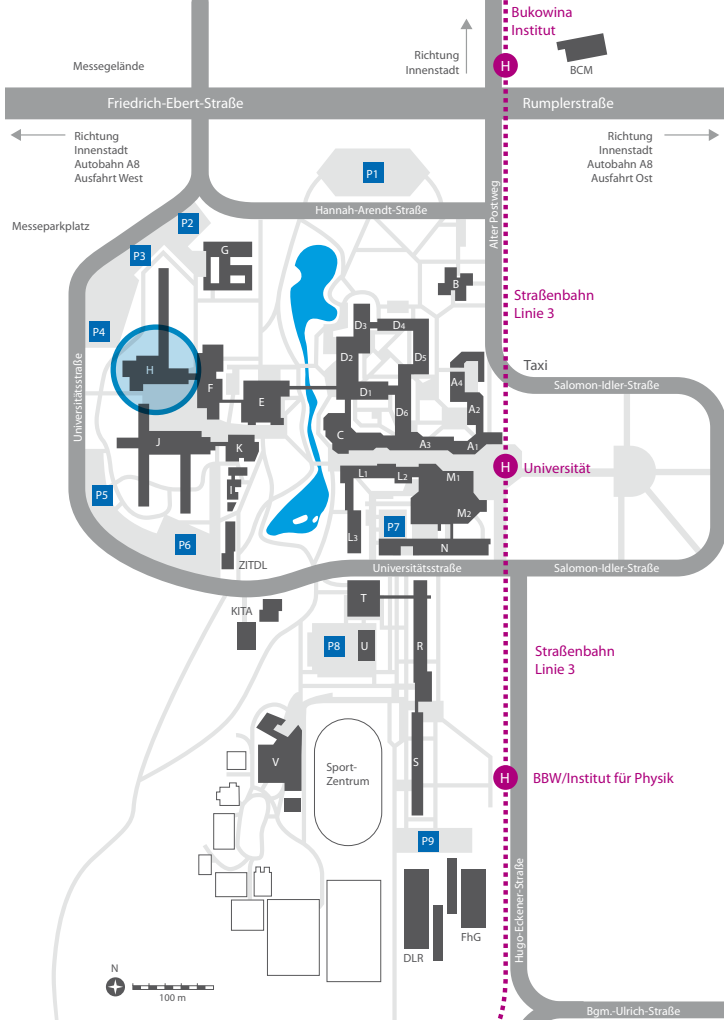 Bukowina
Institut
Richtung
Innenstadt
H
BCM
Messegelände
Friedrich-Ebert-Straße
Rumplerstraße
Richtung
Innenstadt
Autobahn A8
Ausfahrt West
Richtung
Innenstadt
Autobahn A8
Ausfahrt Ost
P1
Hannah-Arendt-Straße
Alter Postweg
Messeparkplatz
P2
P3
G
B
Straßenbahn
Linie 3
P4
D3
D4
D2
D5
Taxi
H
F
E
D1
D6
A4
A2
Salomon-Idler-Straße
Universitätsstraße
J
K
C
A3
A1
H
Universität
I
L1
L2
M1
M2
P5
P6
P7
L3
N
ZITDL
Universitätsstraße
Salomon-Idler-Straße
KITA
T
P8
U
R
Straßenbahn
Linie 3
V
Sport-
Zentrum
S
H
BBW/Institut für Physik
P9
Hugo-Eckener-Straße
DLR
FhG
N
100 m
Bgm.-Ulrich-Straße